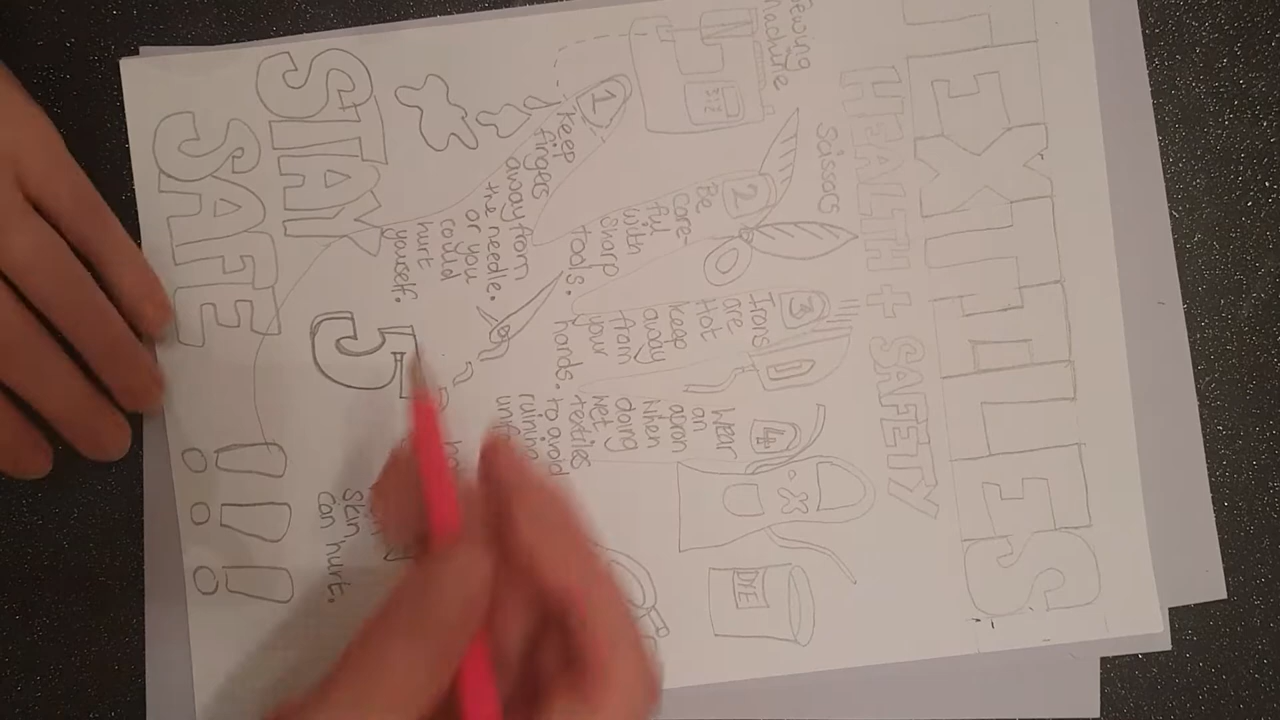 TEXTILES
HEALTH + SAFETY
Sewing
machine
Scissors
1
keep
fingers
away from
the needle.
or you
could
hurt
yourself.
2
Be
care-
ful
with
sharp
tools.
3
Irons
are
Hot
keep
away
from
your
hands.
4
Wear
an
apron
when
doing
wet
textiles
to avoid
ruining
DYE
5
Skin,
can hurt.
STAY
SAFE !!!